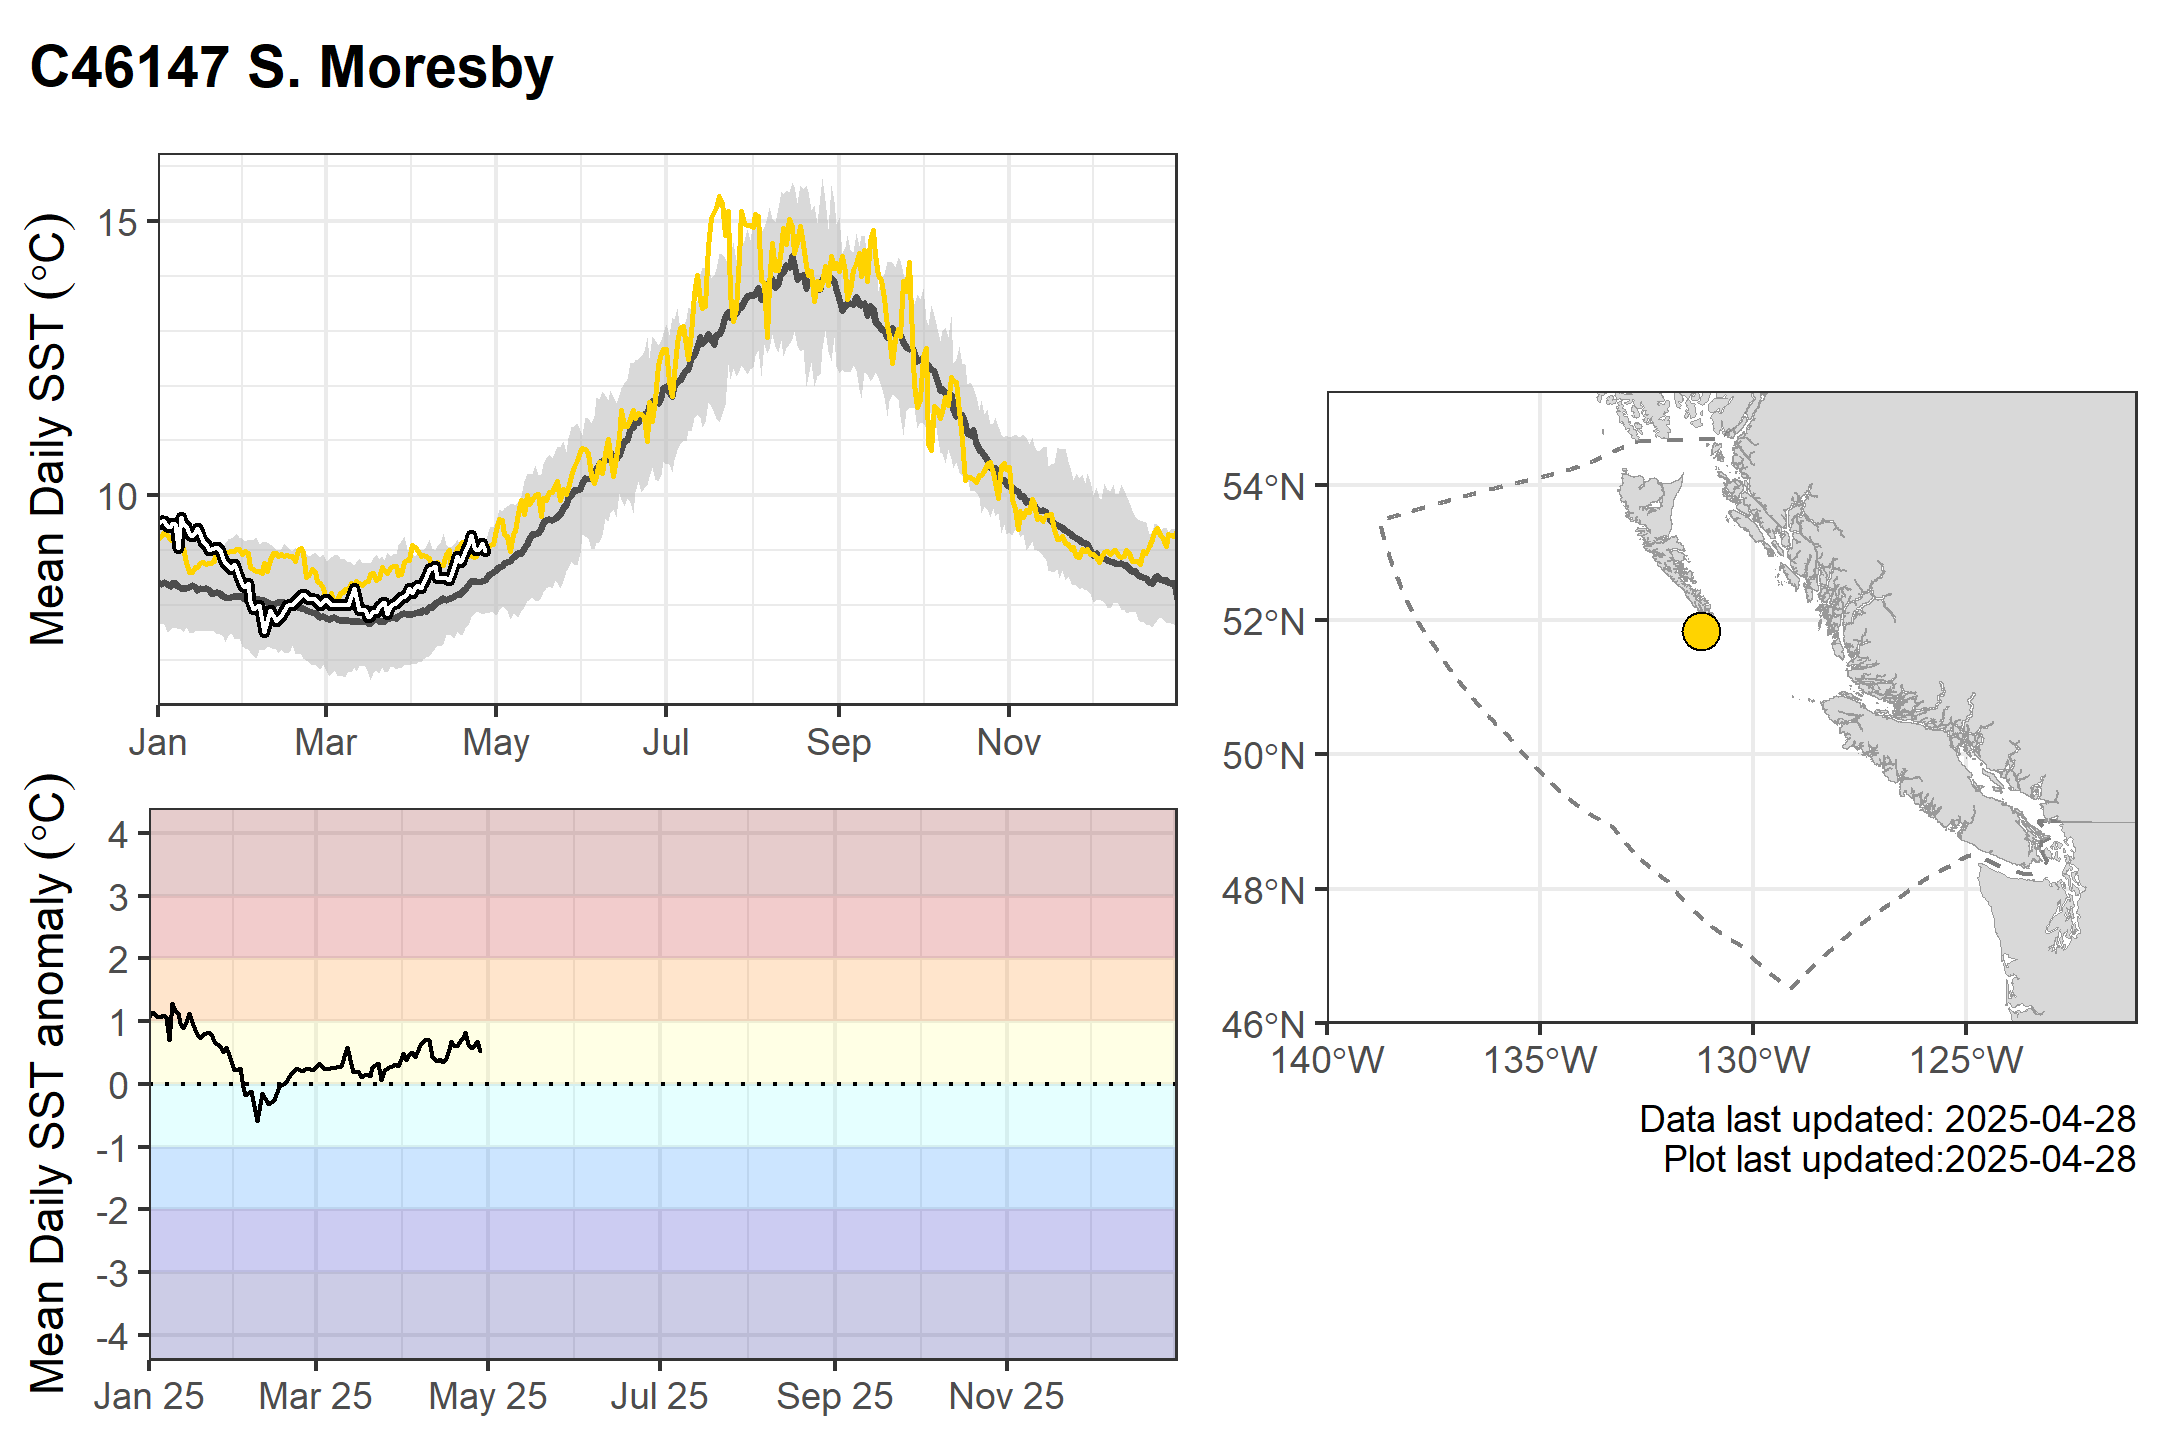 C46147 S. Moresby
Mean Daily SST (°C)
15
10
Jan Mar May Jul Sep Nov
Mean Daily SST anomaly (°C)
4
3
2
1
0
-1
-2
-3
-4
Jan 25 Mar 25 May 25 Jul 25 Sep 25 Nov 25
54°N
52°N
50°N
48°N
46°N
140°W 135°W 130°W 125°W
Data last updated: 2025-04-28
Plot last updated:2025-04-28